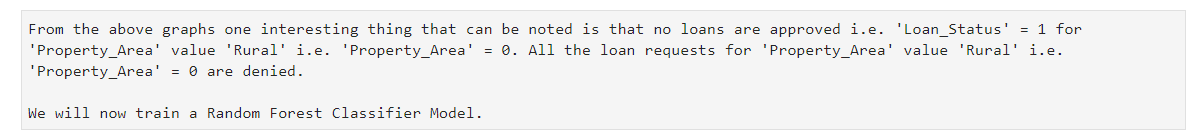 From the above graphs one interesting thing that can be noted is that no loans are approved i.e. 'Loan_Status' = 1 for
'Property_Area' value 'Rural' i.e. 'Property_Area' = 0. All the loan requests for 'Property_Area' value 'Rural' i.e.
'Property_Area' = 0 are denied.
We will now train a Random Forest Classifier Model.